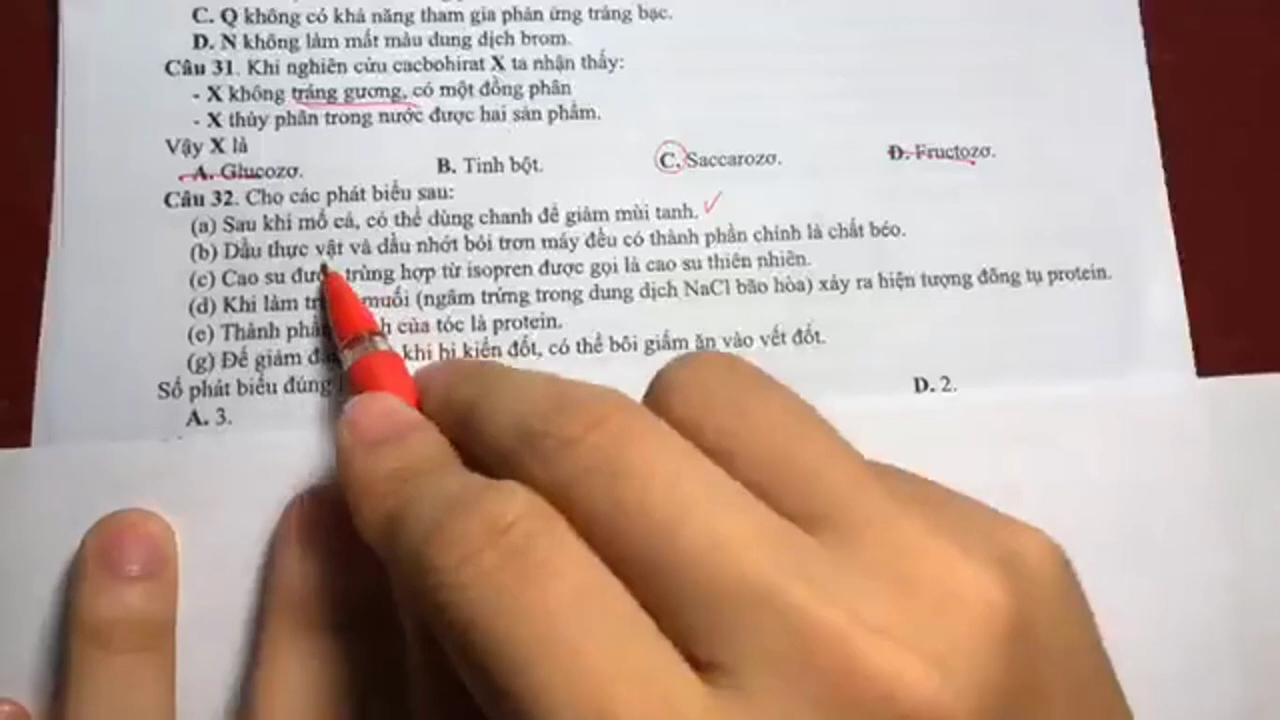 C. Q không có khả năng tham gia phản ứng tráng bạc.
D. N không làm mất màu dung dịch brom.
Câu 31. Khi nghiên cứu cacbohirat X ta nhận thấy:
- X không tráng gương, có một đồng phân
- X thủy phân trong nước được hai sản phẩm.
Vậy X là
A. Glucozơ. B. Tinh bột. C. Saccarozơ. D. Fructozơ.
Câu 32. Cho các phát biểu sau:
(a) Sau khi mổ cá, có thể dùng chanh để giảm mùi tanh.
(b) Dầu thực vật và dầu nhớt bôi trơn máy đều có thành phần chính là chất béo.
(c) Cao su được trùng hợp từ isopren được gọi là cao su thiên nhiên.
(d) Khi làm muối (ngâm trứng trong dung dịch NaCl bão hòa) xảy ra hiện tượng đông tụ protein.
(e) Thành phần của tóc là protein.
(g) Để giảm khi bị kiến đốt, có thể bôi giấm ăn vào vết đốt.
Số phát biểu đúng
A. 3. D. 2.